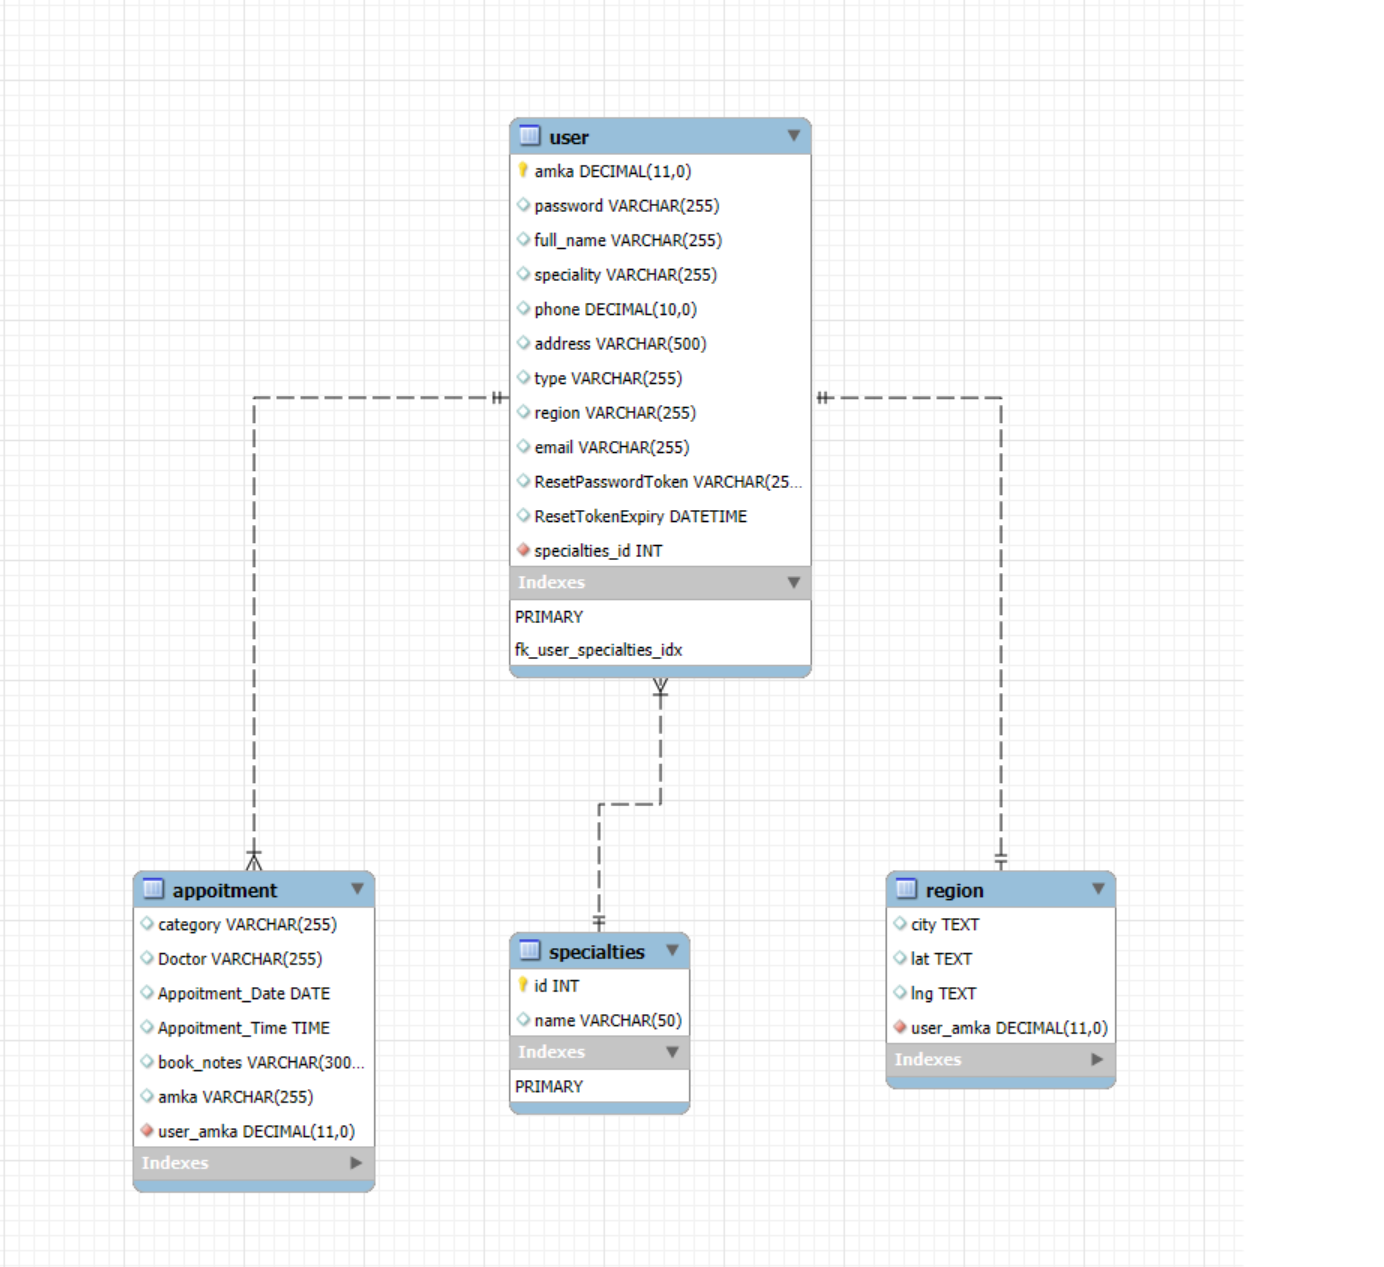 user
amka DECIMAL(11,0)
password VARCHAR(255)
full_name VARCHAR(255)
speciality VARCHAR(255)
phone DECIMAL(10,0)
address VARCHAR(500)
type VARCHAR(255)
region VARCHAR(255)
email VARCHAR(255)
ResetPasswordToken VARCHAR(25...
ResetTokenExpiry DATETIME
specialties_id INT
Indexes
PRIMARY
fk_user_specialties_idx
appoitment
category VARCHAR(255)
Doctor VARCHAR(255)
Appoitment_Date DATE
Appoitment_Time TIME
book_notes VARCHAR(300...
amka VARCHAR(255)
user_amka DECIMAL(11,0)
Indexes
specialties
id INT
name VARCHAR(50)
Indexes
PRIMARY
region
city TEXT
lat TEXT
lng TEXT
user_amka DECIMAL(11,0)
Indexes